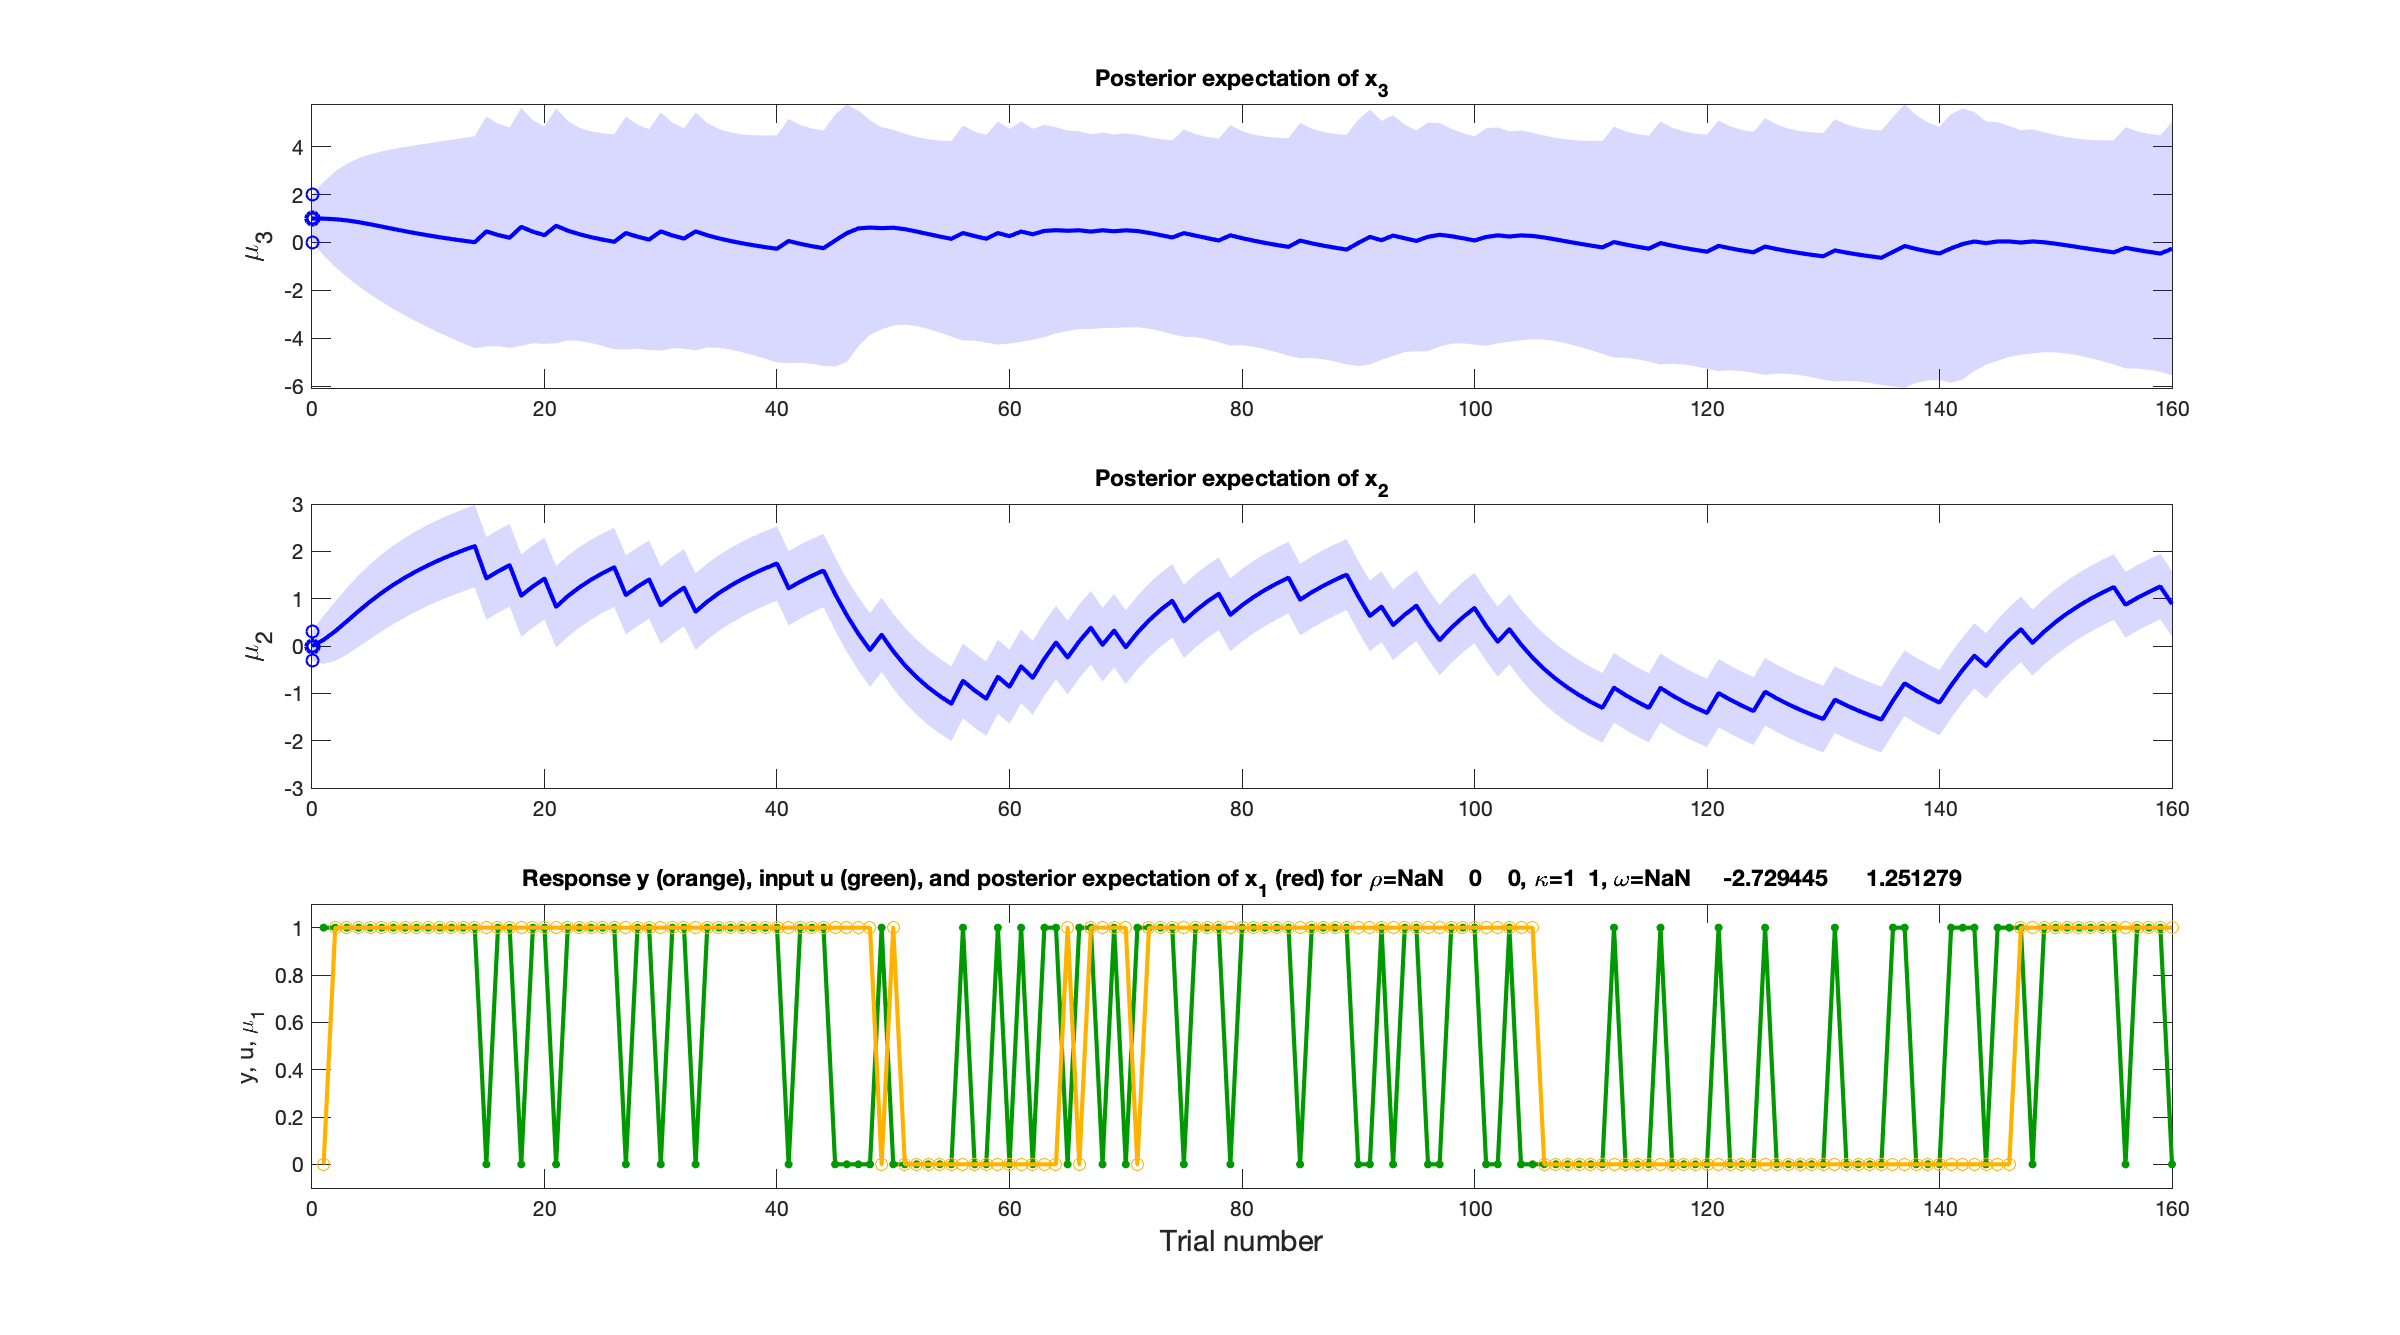 Posterior expectation of x3
μ3
4
2
0
-2
-4
-6
0 20 40 60 80 100 120 140 160
Posterior expectation of x2
μ2
3
2
1
0
-1
-2
-3
0 20 40 60 80 100 120 140 160
Response y (orange), input u (green), and posterior expectation of x1 (red) for ρ=NaN 0 0, κ=1 1, ω=NaN -2.729445 1.251279
y, u, μ1
1
0.8
0.6
0.4
0.2
0
0 20 40 60 80 100 120 140 160
Trial number